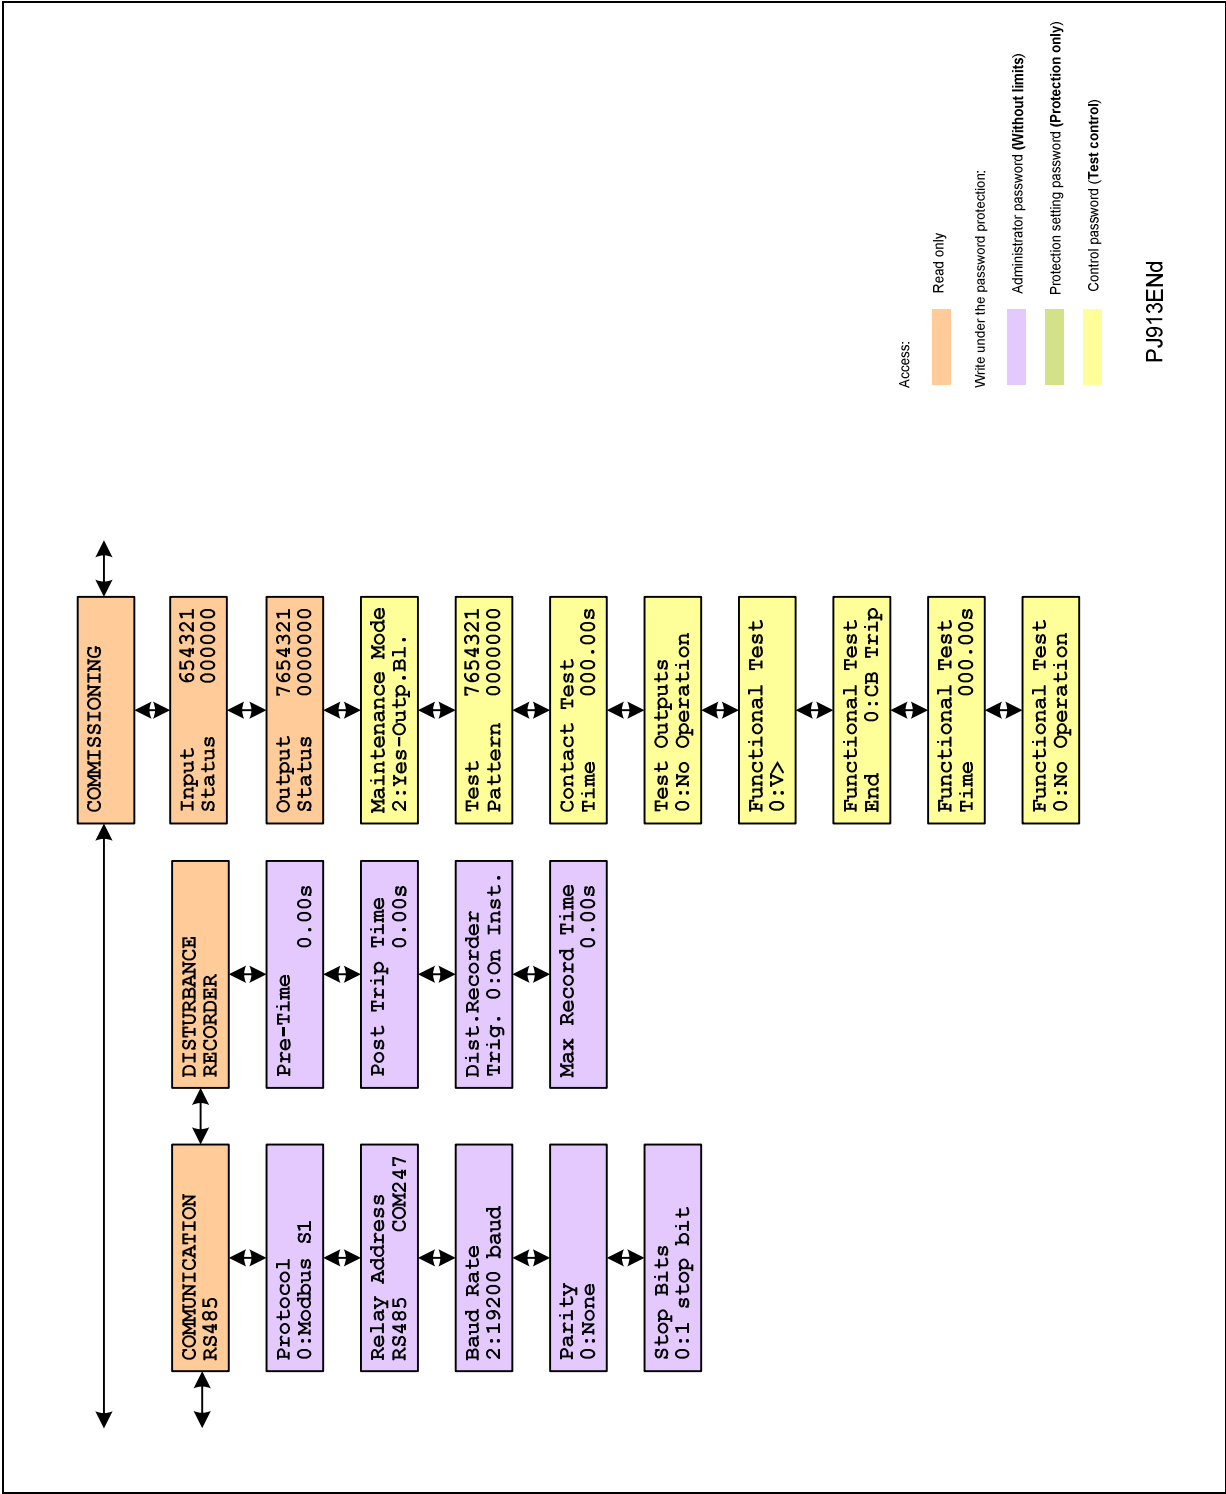 COMMUNICATION
RS485
Protocol
0:Modbus S1
Relay Address
RS485 COM247
Baud Rate
2:19200 baud
Parity
0:None
Stop Bits
0:1 stop bit
DISTURBANCE
RECORDER
Pre-Time
0.00s
Post Trip Time
0.00s
Dist.Recorder
Trig. 0:On Inst.
Max Record Time
0.00s
COMMISSIONING
Input 654321
Status 000000
Output 7654321
Status 0000000
Maintenance Mode
2:Yes-Outp.Bl.
Test 7654321
Pattern 0000000
Contact Test
Time 000.00s
Test Outputs
0:No Operation
Functional Test
0:V>
Functional Test
End 0:CB Trip
Functional Test
Time 000.00s
Functional Test
0:No Operation
Access:
Read only
Write under the password protection:
Administrator password (Without limits)
Protection setting password (Protection only)
Control password (Test control)
PJ913ENd